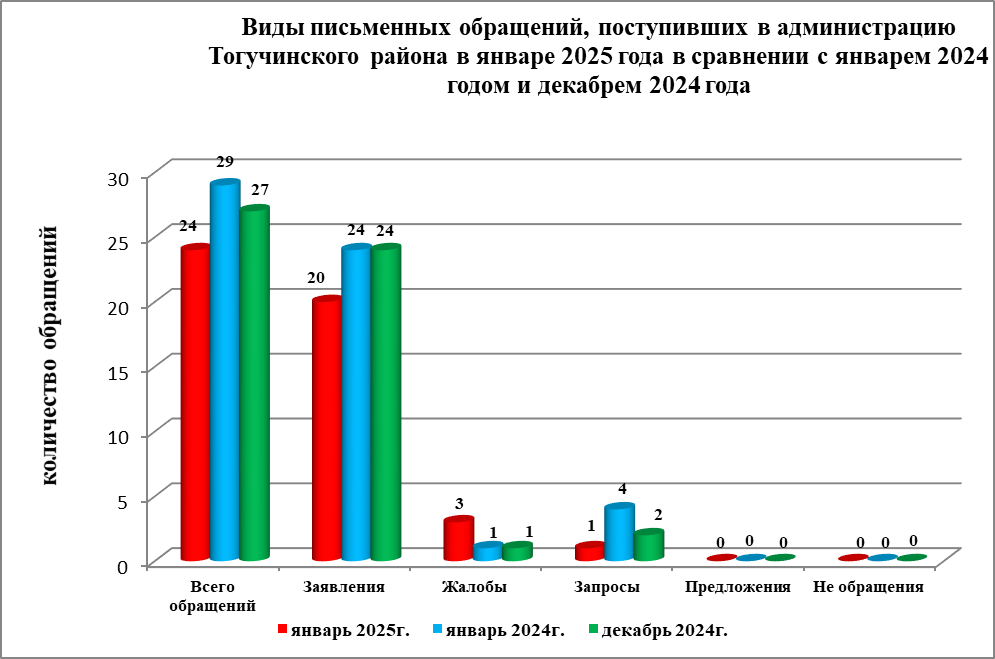 Виды письменных обращений, поступивших в администрацию
Тогучинского района в январе 2025 года в сравнении с январем 2024
годом и декабрем 2024 года
количество обращений
30
25
20
15
10
5
0
24
29
27
20
24
24
3
1
1
1
4
2
0
0
0
0
0
0
Всего
обращений
Заявления
Жалобы
Запросы
Предложения
Не обращения
январь 2025г.
январь 2024г.
декабрь 2024г.